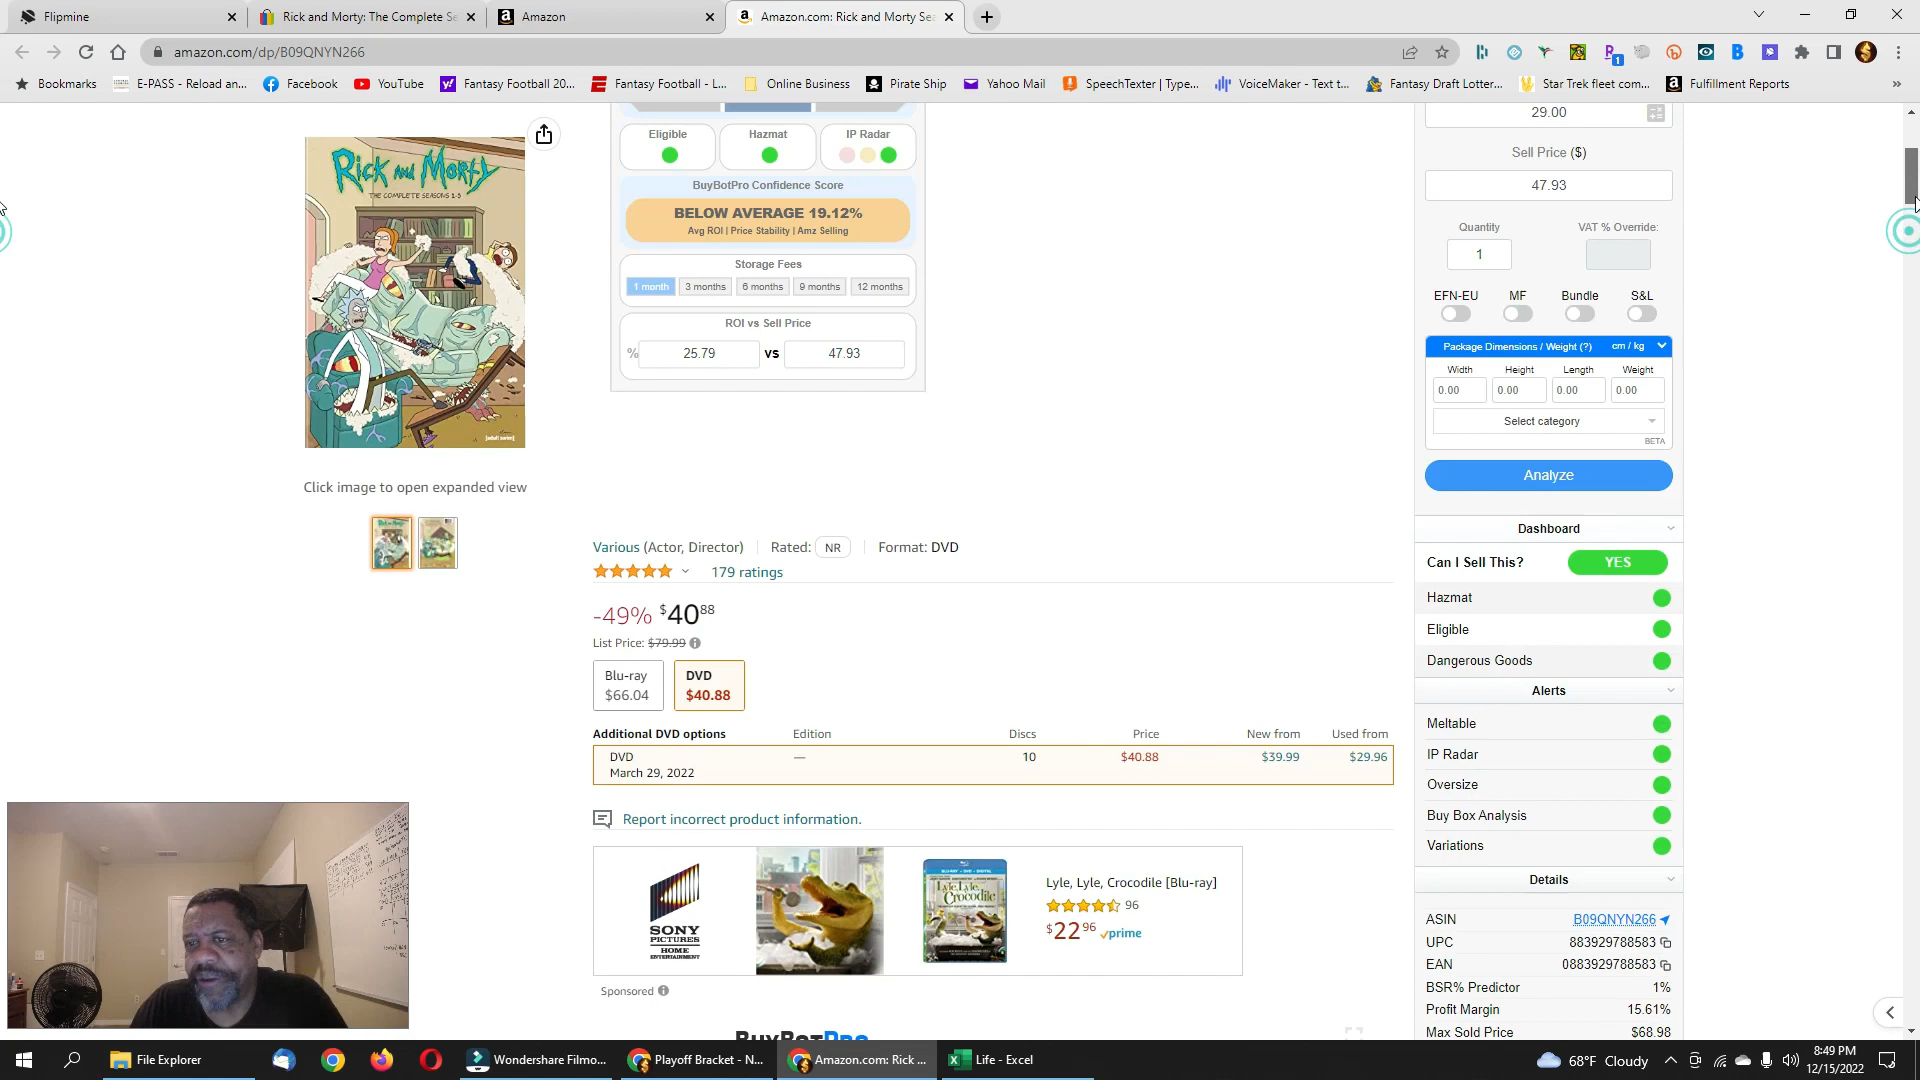 Flipmine
Rick and Morty: The Complete Se
Amazon
Amazon.com: Rick and Morty Sea
amazon.com/dp/B09QNYN266
Bookmarks
E-PASS - Reload an...
Facebook
YouTube
Fantasy Football 20...
Fantasy Football - L...
Online Business
Pirate Ship
Yahoo Mail
SpeechTexter | Type...
VoiceMaker - Text t...
Fantasy Draft Lotter...
Star Trek fleet com...
Fulfillment Reports
Rick and Morty
THE COMPLETE SEASONS 1-5
[adult swim]
Click image to open expanded view
Eligible
Hazmat
IP Radar
BuyBotPro Confidence Score
BELOW AVERAGE 19.12%
Avg ROI | Price Stability | Amz Selling
Storage Fees
1 month
3 months
6 months
9 months
12 months
ROI vs Sell Price
% 25.79 vs 47.93
Various (Actor, Director)
Rated: NR
Format: DVD
179 ratings
-49% $40 88
List Price: $79.99
Blu-ray
$66.04
DVD
$40.88
Additional DVD options Edition Discs Price New from Used from
DVD — 10 $40.88 $39.99 $29.96
March 29, 2022
Report incorrect product information.
SONY
PICTURES
HOME
ENTERTAINMENT
Lyle, Lyle, Crocodile [Blu-ray]
96
$22 96 prime
Sponsored
BuyBotPro
29.00
Sell Price ($)
47.93
Quantity
VAT % Override:
1
EFN-EU MF Bundle S&L
Package Dimensions / Weight (?) cm / kg
Width Height Length Weight
0.00 0.00 0.00 0.00
Select category
BETA
Analyze
Dashboard
Can I Sell This? YES
Hazmat
Eligible
Dangerous Goods
Alerts
Meltable
IP Radar
Oversize
Buy Box Analysis
Variations
Details
ASIN B09QNYN266
UPC 883929788583
EAN 0883929788583
BSR% Predictor 1%
Profit Margin 15.61%
Max Sold Price $68.98
File Explorer
Wondershare Filmo...
Playoff Bracket - N...
Amazon.com: Rick ...
Life - Excel
68°F Cloudy
8:49 PM
12/15/2022